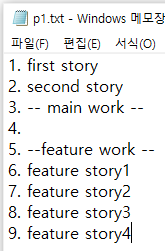 p1.txt - Windows 메모장
파일(F) 편집(E) 서식(O)
1. first story
2. second story
3. -- main work --
4.
5. --feature work --
6. feature story1
7. feature story2
8. feature story3
9. feature story4